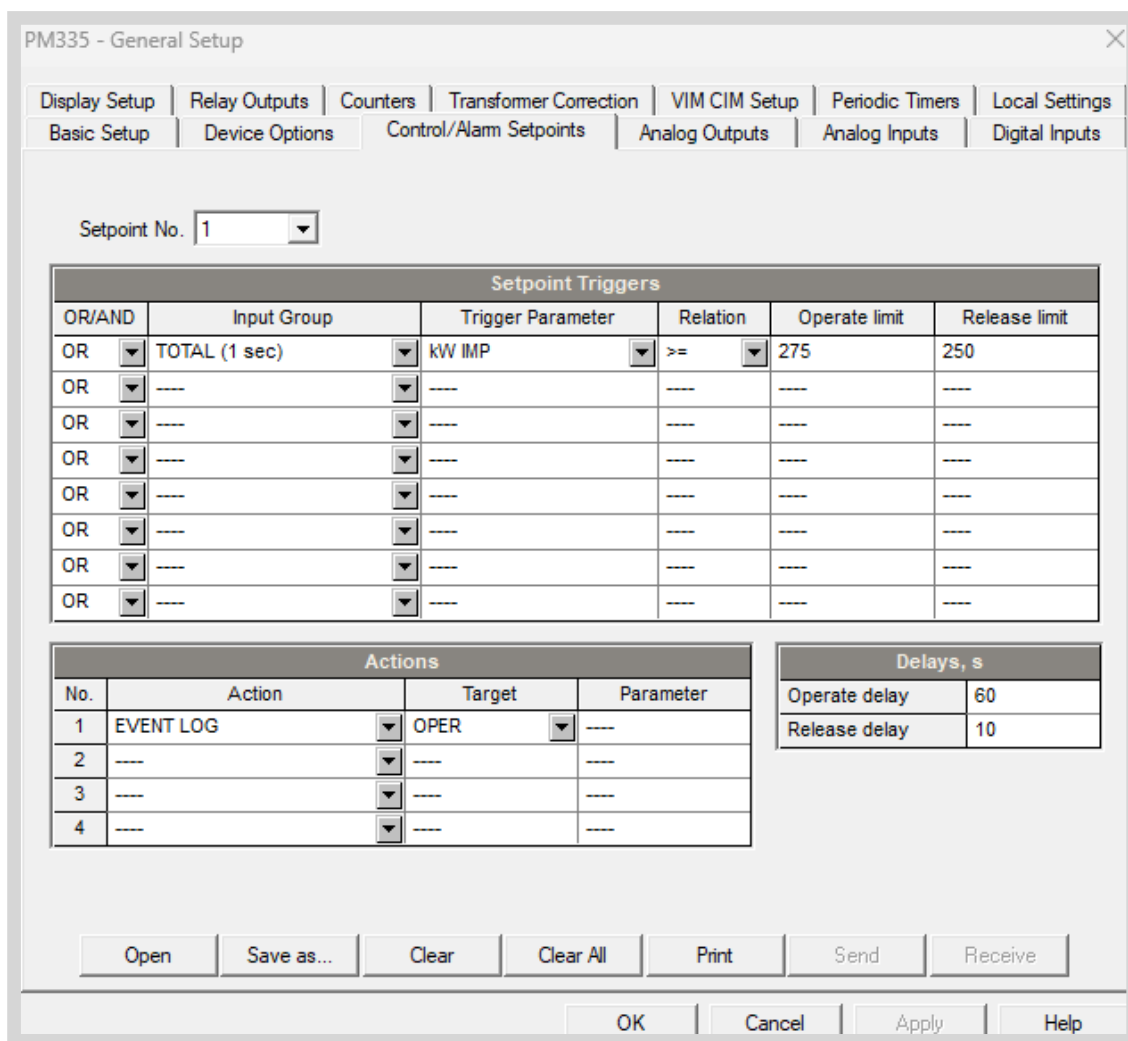 PM335 - General Setup
Display Setup Relay Outputs Counters Transformer Correction VIM CIM Setup Periodic Timers Local Settings
Basic Setup Device Options Control/Alarm Setpoints Analog Outputs Analog Inputs Digital Inputs
Setpoint No. 1
Setpoint Triggers
OR/AND Input Group Trigger Parameter Relation Operate limit Release limit
OR TOTAL (1 sec) kW IMP >= 275 250
OR ---- ---- ---- ---- ----
OR ---- ---- ---- ---- ----
OR ---- ---- ---- ---- ----
OR ---- ---- ---- ---- ----
OR ---- ---- ---- ---- ----
OR ---- ---- ---- ---- ----
OR ---- ---- ---- ---- ----
Actions
No. Action Target Parameter
1 EVENT LOG OPER ----
2 ---- ---- ----
3 ---- ---- ----
4 ---- ---- ----
Delays, s
Operate delay 60
Release delay 10
Open Save as... Clear Clear All Print Send Receive
OK Cancel Apply Help